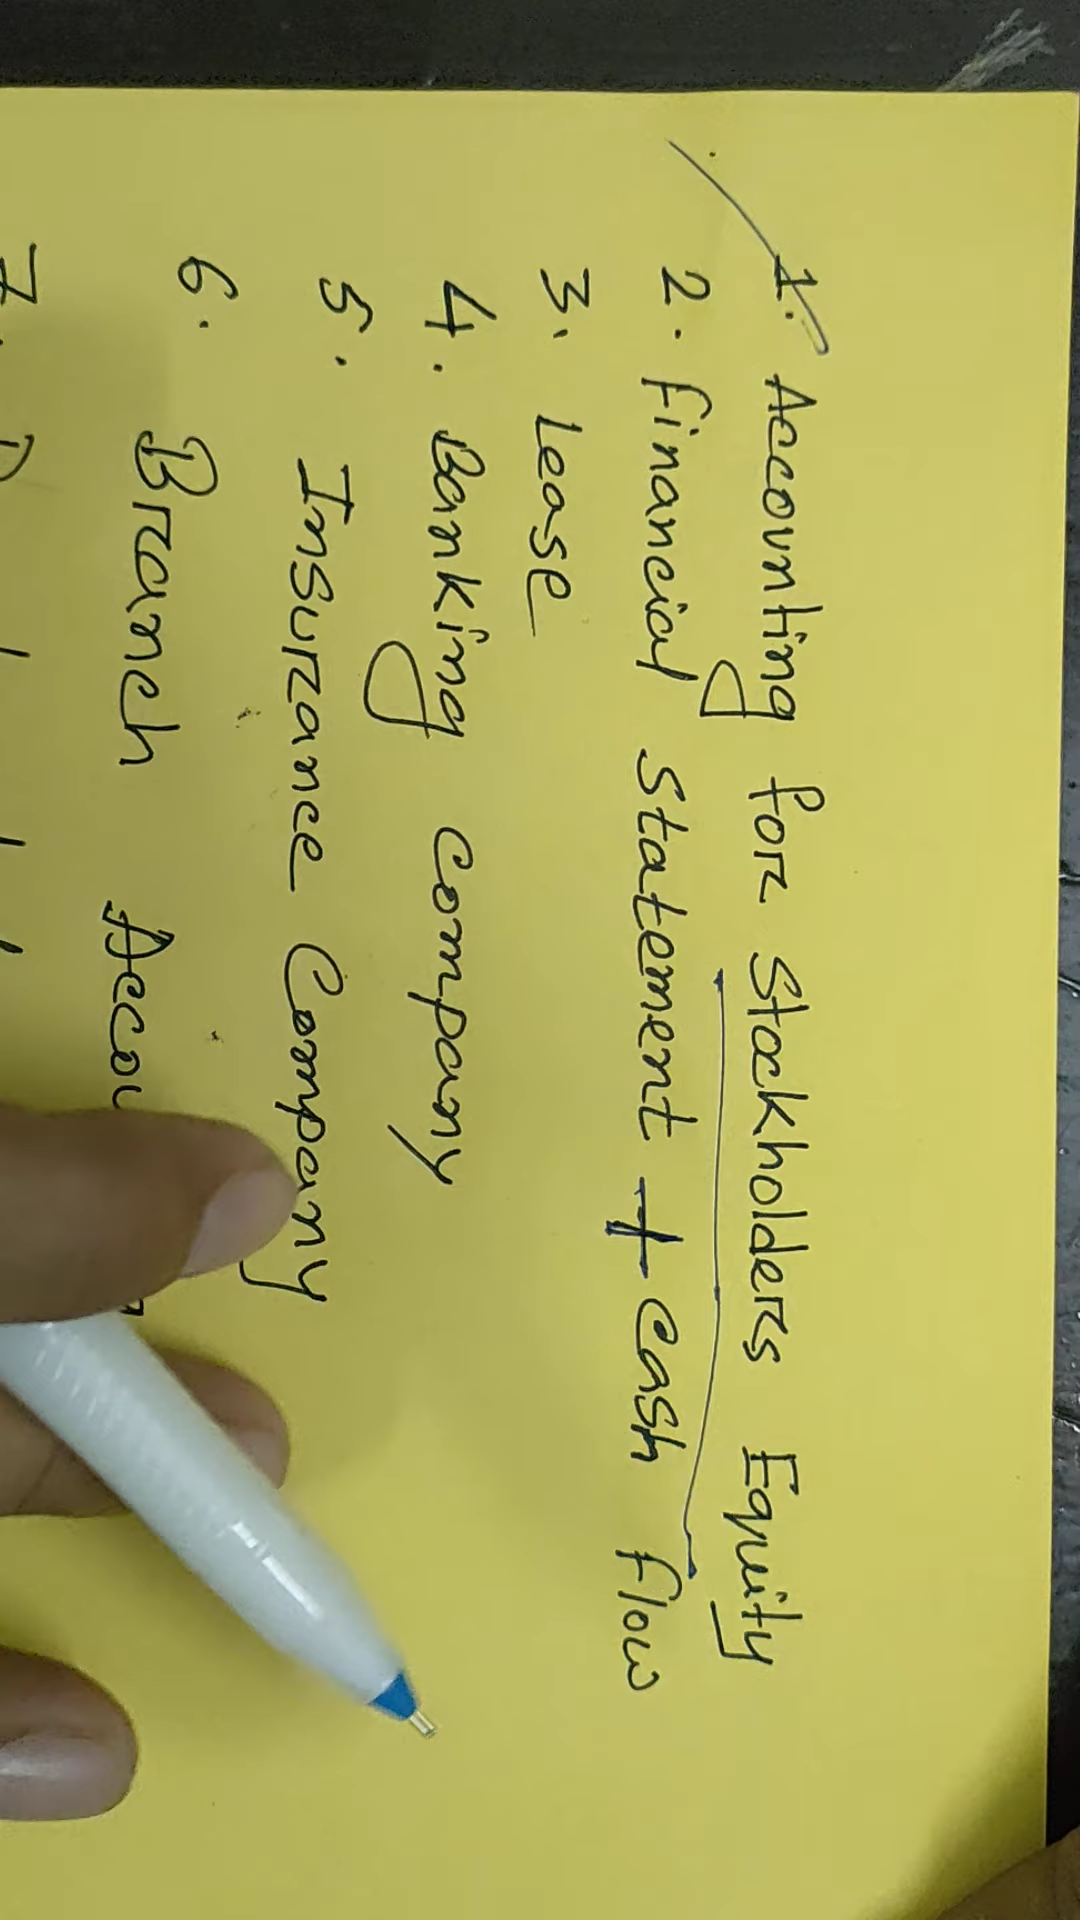 1. Accounting for Stockholders Equity
2. Financial Statement + Cash Flow
3. Lease
4. Banking Company
5. Insurance Company
6. Branch
7.